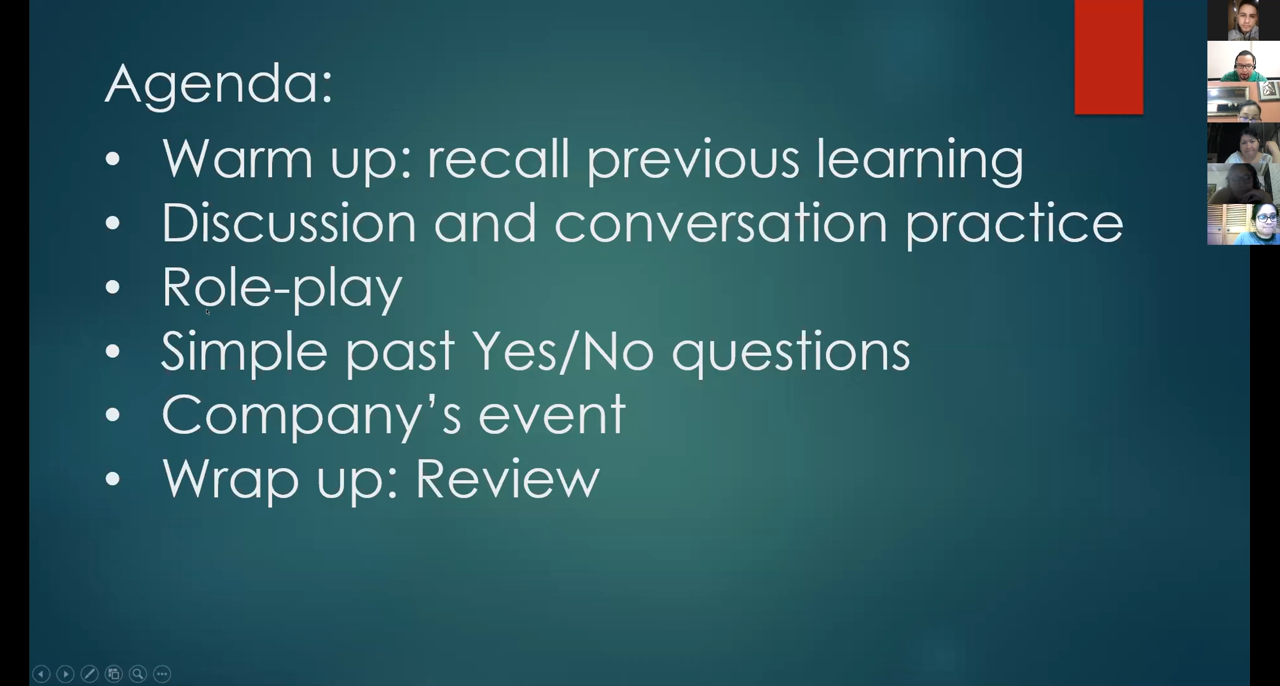 Agenda:
• Warm up: recall previous learning
• Discussion and conversation practice
• Role-play
• Simple past Yes/No questions
• Company’s event
• Wrap up: Review